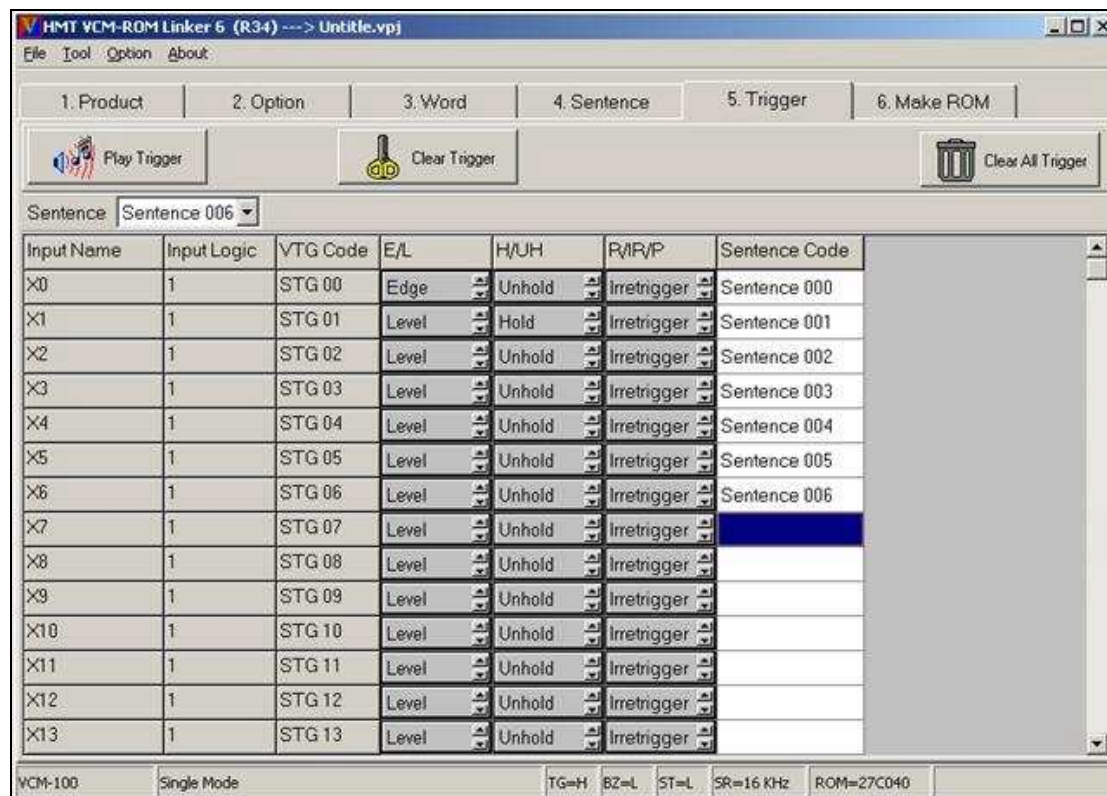 HMT VCM-ROM Linker 6 (R34) ---> Untitle.vpj
File Tool Option About
1. Product 2. Option 3. Word 4. Sentence 5. Trigger 6. Make ROM
Play Trigger Clear Trigger Clear All Trigger
Sentence Sentence 006
Input Name Input Logic VTG Code E/L H/UH R/IR/P Sentence Code
X0 1 STG 00 Edge Unhold Irretrigger Sentence 000
X1 1 STG 01 Level Hold Irretrigger Sentence 001
X2 1 STG 02 Level Unhold Irretrigger Sentence 002
X3 1 STG 03 Level Unhold Irretrigger Sentence 003
X4 1 STG 04 Level Unhold Irretrigger Sentence 004
X5 1 STG 05 Level Unhold Irretrigger Sentence 005
X6 1 STG 06 Level Unhold Irretrigger Sentence 006
X7 1 STG 07 Level Unhold Irretrigger
X8 1 STG 08 Level Unhold Irretrigger
X9 1 STG 09 Level Unhold Irretrigger
X10 1 STG 10 Level Unhold Irretrigger
X11 1 STG 11 Level Unhold Irretrigger
X12 1 STG 12 Level Unhold Irretrigger
X13 1 STG 13 Level Unhold Irretrigger
VCM-100 Single Mode TG=H BZ=L ST=L SR=16 KHz ROM=27C040